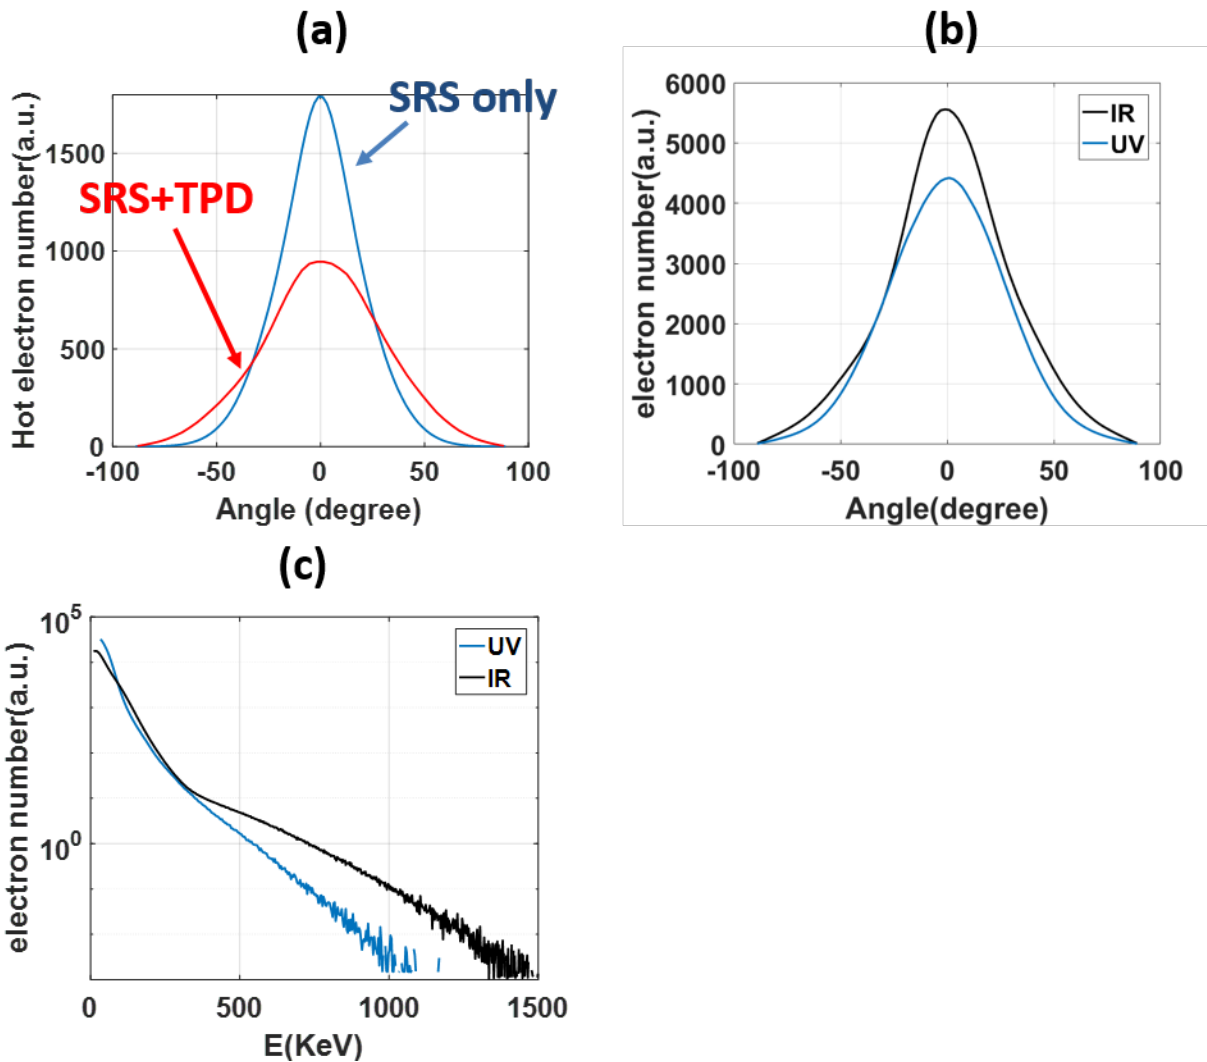 (a)
SRS only
SRS+TPD
Hot electron number(a.u.)
1500
1000
500
0
-100
-50
0
50
100
Angle (degree)
(b)
IR
UV
electron number(a.u.)
6000
5000
4000
3000
2000
1000
0
-100
-50
0
50
100
Angle(degree)
(c)
UV
IR
electron number(a.u.)
10^5
10^0
0
500
1000
1500
E(KeV)